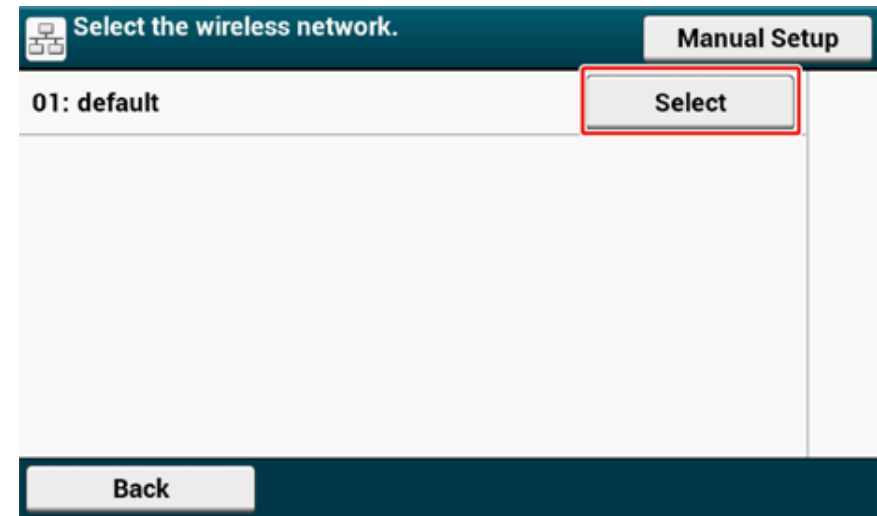 Select the wireless network.
Manual Setup
01: default
Select
Back